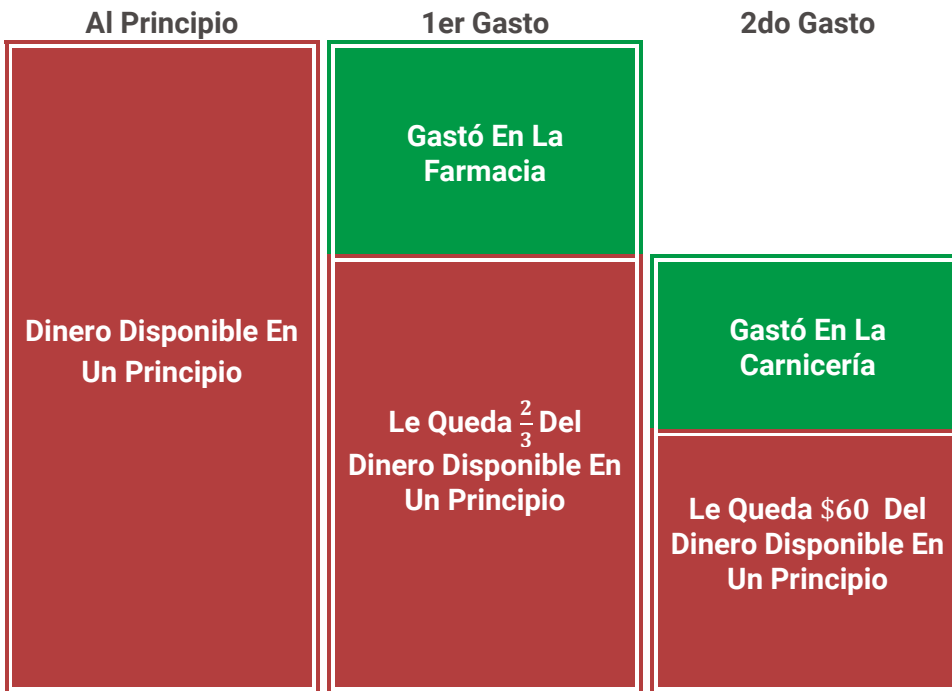 Al Principio
1er Gasto
2do Gasto
Dinero Disponible En
Un Principio
Gastó En La
Farmacia
Le Queda 2/3 Del
Dinero Disponible En
Un Principio
Gastó En La
Carnicería
Le Queda $60 Del
Dinero Disponible En
Un Principio